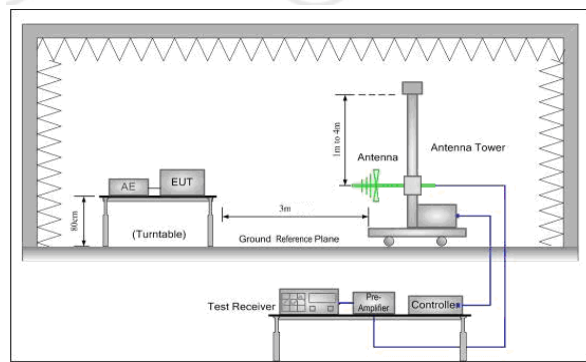 1m to 4m
Antenna
Antenna Tower
AE
EUT
3m
80cm
(Turntable)
Ground Reference Plane
Test Receiver
Pre-
Amplifier
Controller